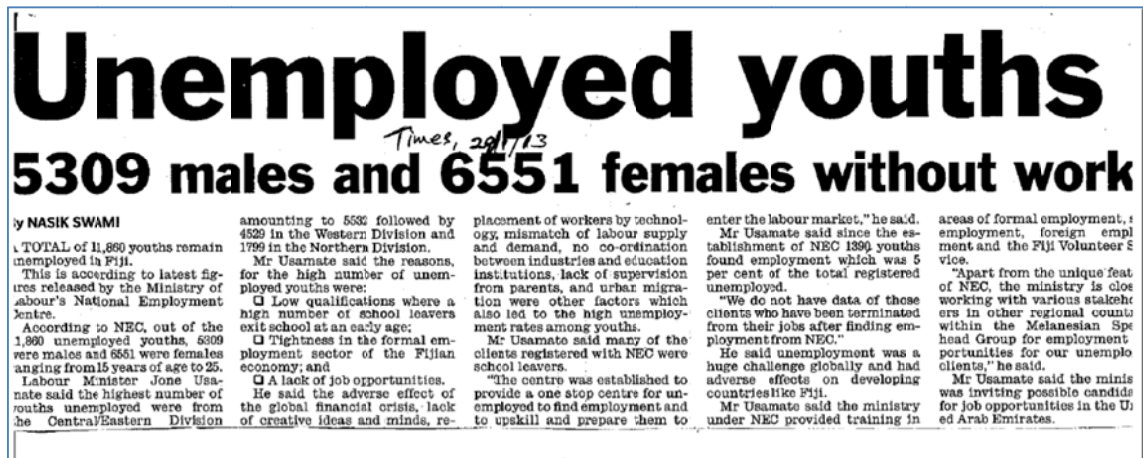 Unemployed youths
Times, 29/1/13
5309 males and 6551 females without work
y NASIK SWAMI
TOTAL of 11,860 youths remain
nemployed in Fiji.
This is according to latest fig-
ures released by the Ministry of
abour's National Employment
entre.
According to NEC, out of the
1,860 unemployed youths, 5309
were males and 6551 were females
anging from 15 years of age to 25.
Labour Minister Jone Usa-
nate said the highest number of
youths unemployed were from
he Central/Eastern Division
amounting to 5532 followed by
4529 in the Western Division and
1799 in the Northern Division.
Mr Usamate said the reasons,
for the high number of unem-
ployed youths were:
❑ Low qualifications where a
high number of school leavers
exit school at an early age;
❑ Tightness in the formal em-
ployment sector of the Fijian
economy; and
❑ A lack of job opportunities.
He said the adverse effect of
the global financial crisis, lack
of creative ideas and minds, re-
placement of workers by technol-
ogy, mismatch of labour supply
and demand, no co-ordination
between industries and education
institutions, lack of supervision
from parents, and urban migra-
tion were other factors which
also led to the high unemploy-
ment rates among youths.
Mr Usamate said many of the
clients registered with NEC were
school leavers.
"The centre was established to
provide a one stop centre for un-
employed to find employment and
to upskill and prepare them to
enter the labour market," he said.
Mr Usamate said since the es-
tablishment of NEC 1390 youths
found employment which was 5
per cent of the total registered
unemployed.
"We do not have data of those
clients who have been terminated
from their jobs after finding em-
ployment from NEC."
He said unemployment was a
huge challenge globally and had
adverse effects on developing
countries like Fiji.
Mr Usamate said the ministry
under NEC provided training in
areas of formal employment, s
employment, foreign empl
ment and the Fiji Volunteer S
vice.
"Apart from the unique feat
of NEC, the ministry is clos
working with various stakeho
ers in other regional count
within the Melanesian Spe
head Group for employment
portunities for our unemplo
clients," he said.
Mr Usamate said the minis
was inviting possible candida
for job opportunities in the Un
ed Arab Emirates.